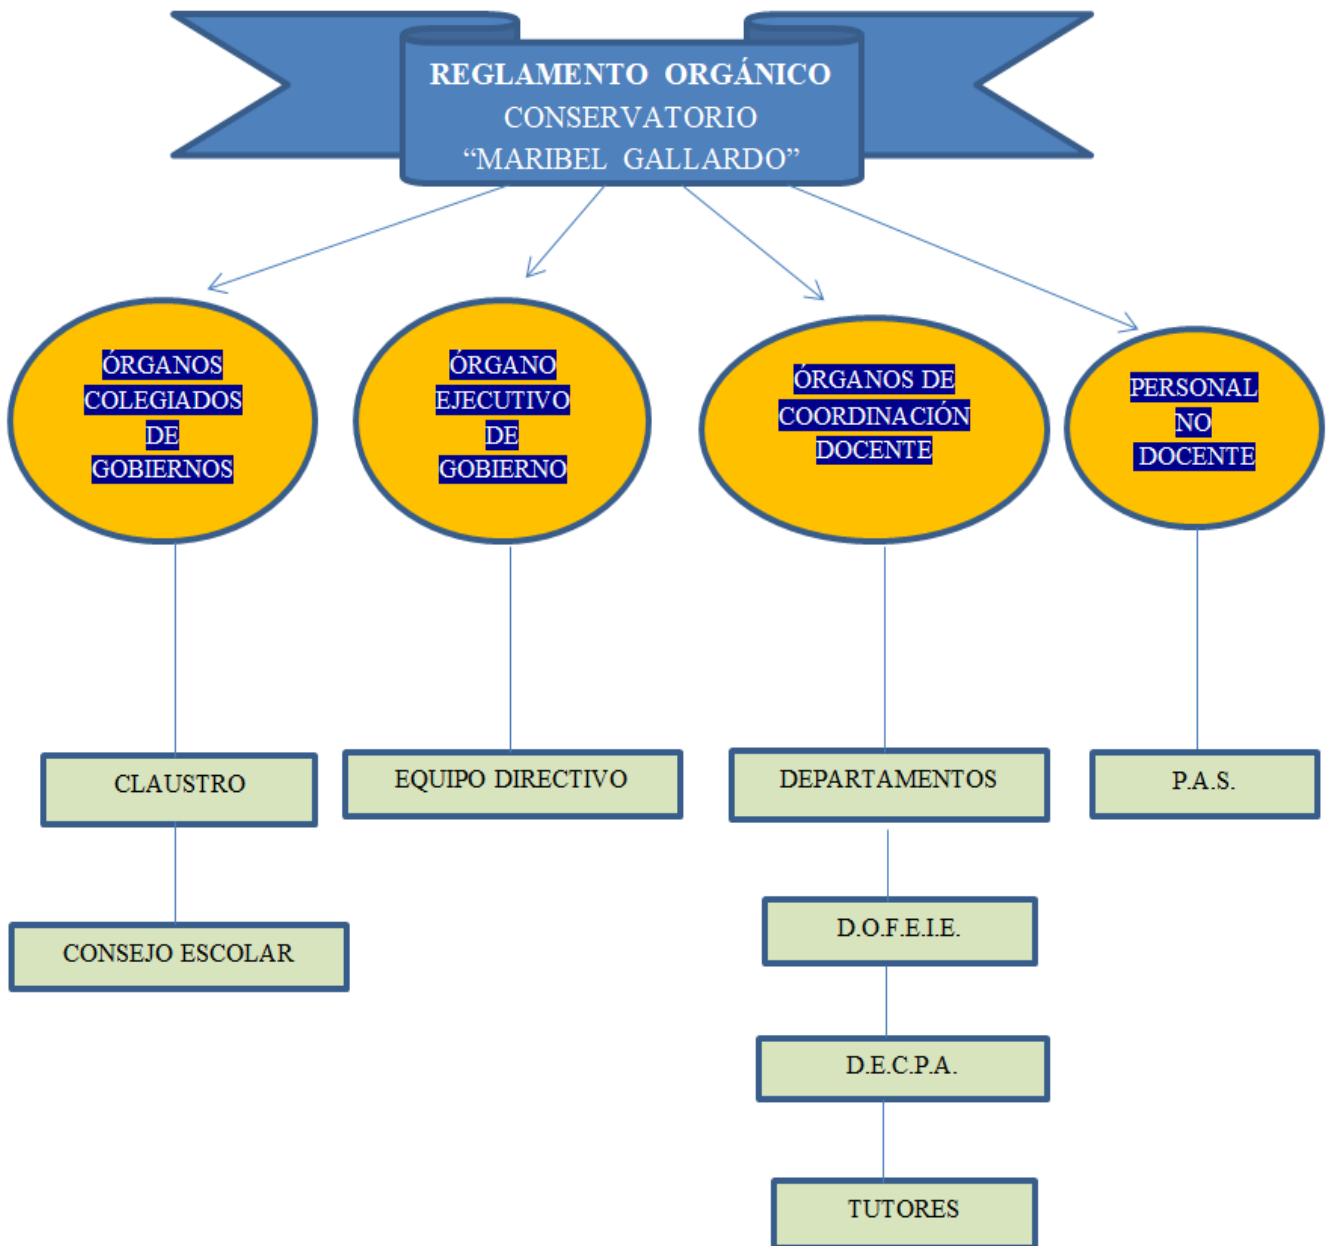 REGLAMENTO ORGÁNICO
CONSERVATORIO
“MARIBEL GALLARDO”
ÓRGANOS
COLEGIADOS
DE
GOBIERNOS
ÓRGANO
EJECUTIVO
DE
GOBIERNO
ÓRGANOS DE
COORDINACIÓN
DOCENTE
PERSONAL
NO
DOCENTE
CLAUSTRO
EQUIPO DIRECTIVO
DEPARTAMENTOS
P.A.S.
CONSEJO ESCOLAR
D.O.F.E.I.E.
D.E.C.P.A.
TUTORES